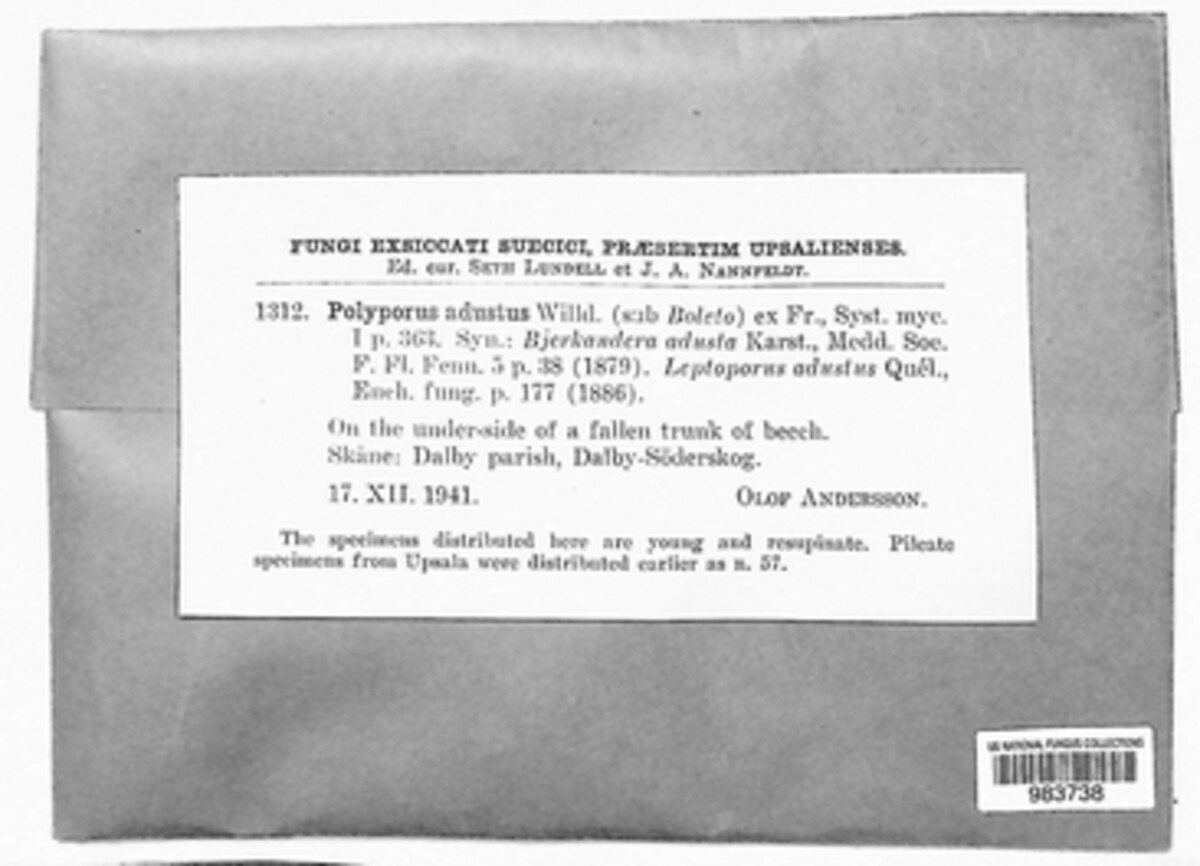 FUNGI EXSICCATI SUECICI, PRÆSERTIM UPSALIENSES.
Ed. cur. SETH LUNDELL et J. A. NANNFELDT.
1312. Polyporus adustus Willd. (sub Boleto) ex Fr., Syst. myc.
I p. 363. Syn.: Bjerkandera adusta Karst., Medd. Soc.
F. Fl. Fenn. 5 p. 38 (1879). Leptoporus adustus Quél.,
Ench. fung. p. 177 (1886).
On the under-side of a fallen trunk of beech.
Skåne: Dalby parish, Dalby-Söderskog.
17. XII. 1941. OLOF ANDERSSON.
The specimens distributed here are young and resupinate. Pileate
specimens from Upsala were distributed earlier as n. 57.
US NATIONAL FUNGUS COLLECTIONS
983738